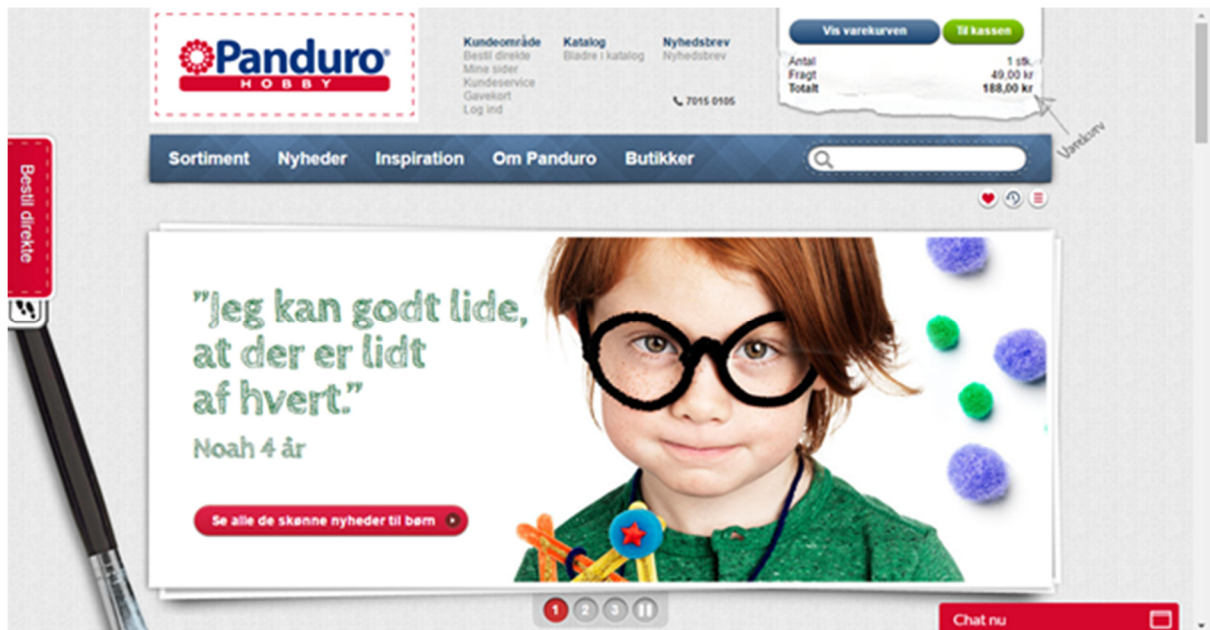 Panduro
HOBBY
Kundeområde
Bestil direkte
Mine sider
Kundeservice
Gavekort
Log ind
Katalog
Bladre i katalog
Nyhedsbrev
Nyhedsbrev
7015 0105
Vis varekurven
Til kassen
Antal 1 stk.
Fragt 49,00 kr
Totalt 188,00 kr
Varekurv
Sortiment Nyheder Inspiration Om Panduro Butikker
Bestil direkte
”Jeg kan godt lide,
at der er lidt
af hvert.”
Noah 4 år
Se alle de skønne nyheder til børn
1 2 3
Chat nu